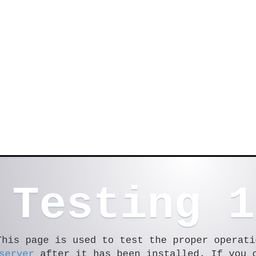 Testing 1
This page is used to test the proper operati
server after it has been installed. If you c